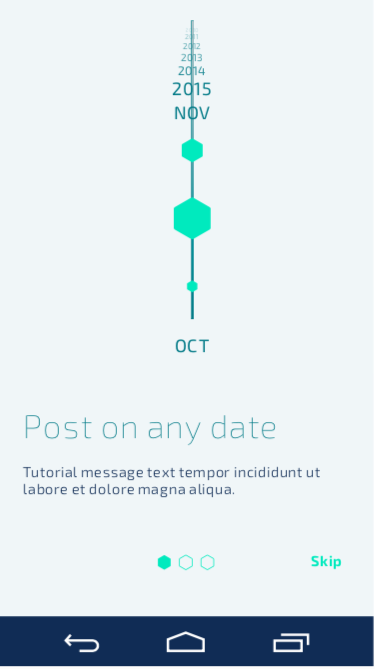 2011
2012
2013
2014
2015
NOV
OCT
Post on any date
Tutorial message text tempor incididunt ut
labore et dolore magna aliqua.
Skip